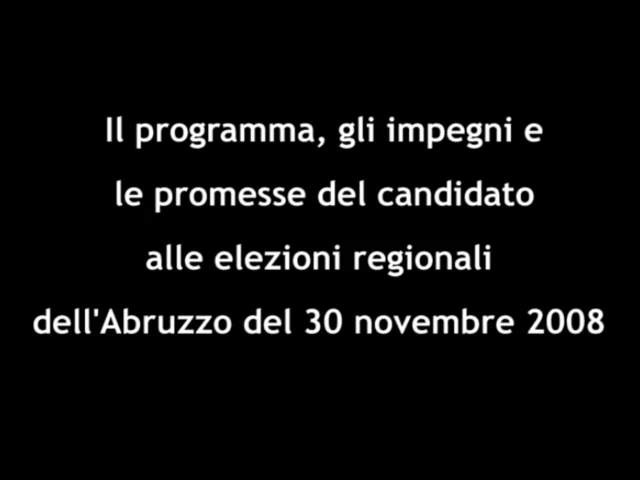 Il programma, gli impegni e
le promesse del candidato
alle elezioni regionali
dell'Abruzzo del 30 novembre 2008